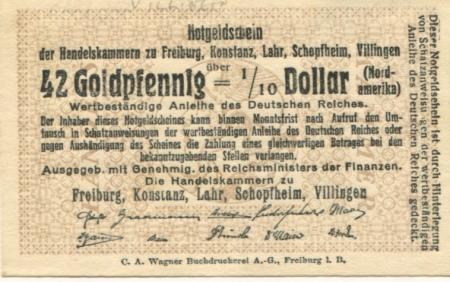 Notgeldschein
der Handelskammern zu Freiburg, Konstanz, Lahr, Schopfheim, Villingen
über
42 Goldpfennig = 1/10 Dollar (Nord-
amerika)
Wertbeständige Anleihe des Deutschen Reiches.
Der Inhaber dieses Notgeldscheines kann binnen Monatsfrist nach Aufruf den Um-
tausch in Schatzanweisungen der wertbeständigen Anleihe des Deutschen Reiches oder
gegen Aushändigung des Scheines die Zahlung eines gleichwertigen Betrages bei den
bekanntzugebenden Stellen verlangen.
Ausgegeb. mit Genehmig. des Reichsministers der Finanzen.
Die Handelskammern zu
Freiburg, Konstanz, Lahr, Schopfheim, Villingen
C. A. Wagner Buchdruckerei A.-G., Freiburg i. B.
Dieser Notgeldschein ist durch Hinterlegung
von Schatzanweisungen der wertbeständigen
Anleihe des Deutschen Reiches gedeckt.